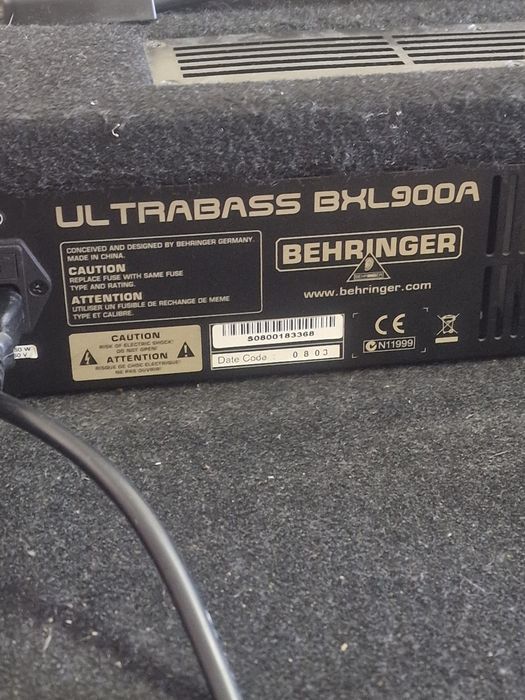 ULTRABASS BXL900A
CONCEIVED AND DESIGNED BY BEHRINGER GERMANY.
MADE IN CHINA.
CAUTION
REPLACE FUSE WITH SAME FUSE
TYPE AND RATING.
ATTENTION
UTILISER UN FUSIBLE DE RECHANGE DE MEME
TYPE ET CALIBRE.
BEHRINGER
www.behringer.com
CAUTION
RISK OF ELECTRIC SHOCK!
DO NOT OPEN!
ATTENTION
RISQUE DE CHOC ELECTRIQUE!
NE PAS OUVRIR!
S0800183368
Date Code : 0803
CE
N11999